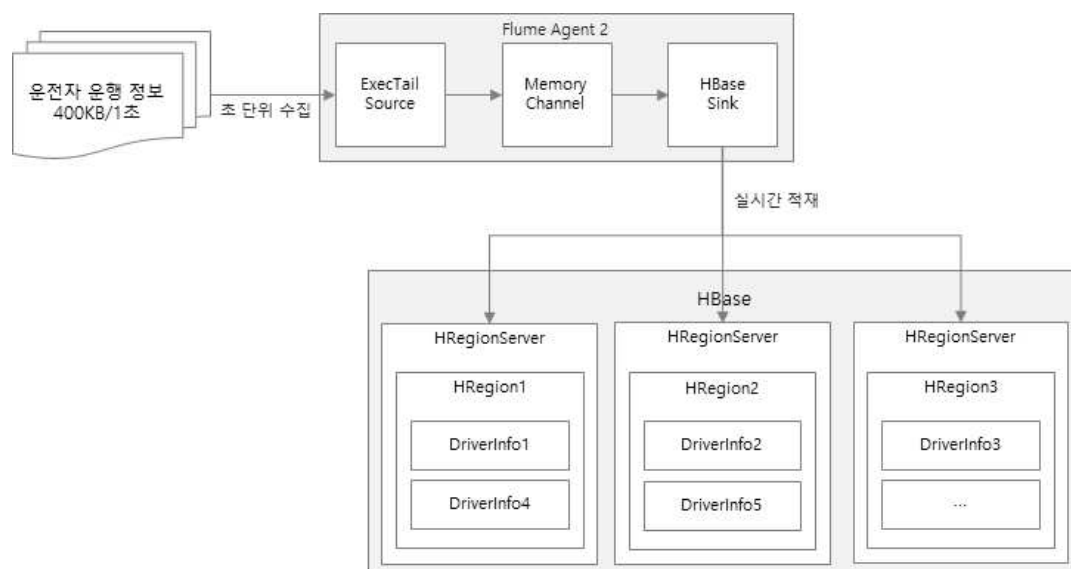 Flume Agent 2
운전자 운행 정보
400KB/1초
초 단위 수집
ExecTail
Source
Memory
Channel
HBase
Sink
실시간 적재
HBase
HRegionServer
HRegion1
DriverInfo1
DriverInfo4
HRegionServer
HRegion2
DriverInfo2
DriverInfo5
HRegionServer
HRegion3
DriverInfo3
...